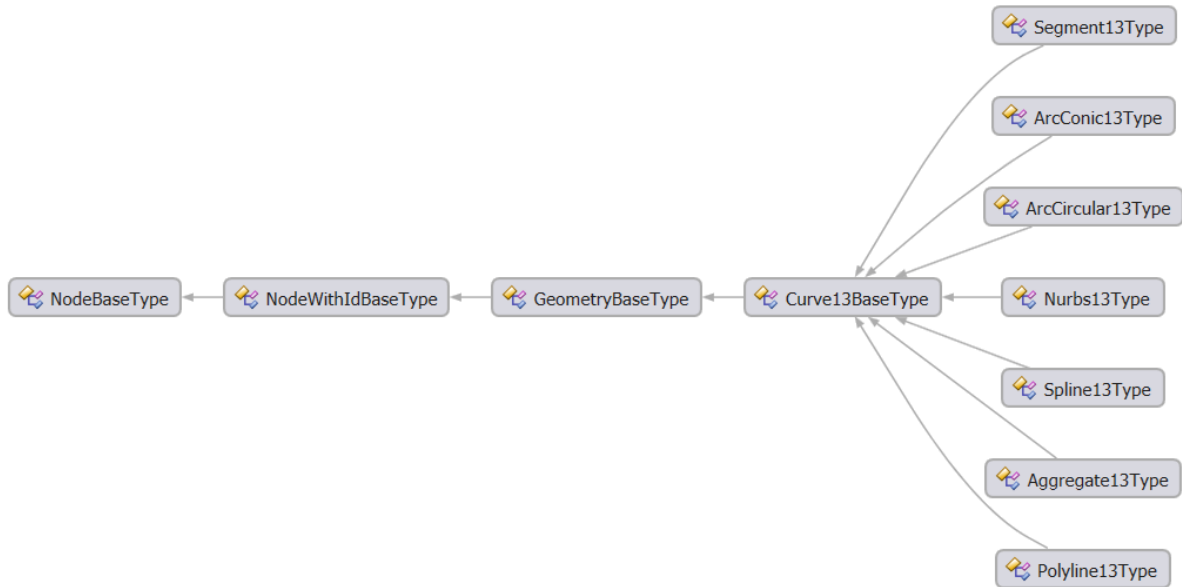 Segment13Type
ArcConic13Type
ArcCircular13Type
NodeBaseType
NodeWithIdBaseType
GeometryBaseType
Curve13BaseType
Nurbs13Type
Spline13Type
Aggregate13Type
Polyline13Type